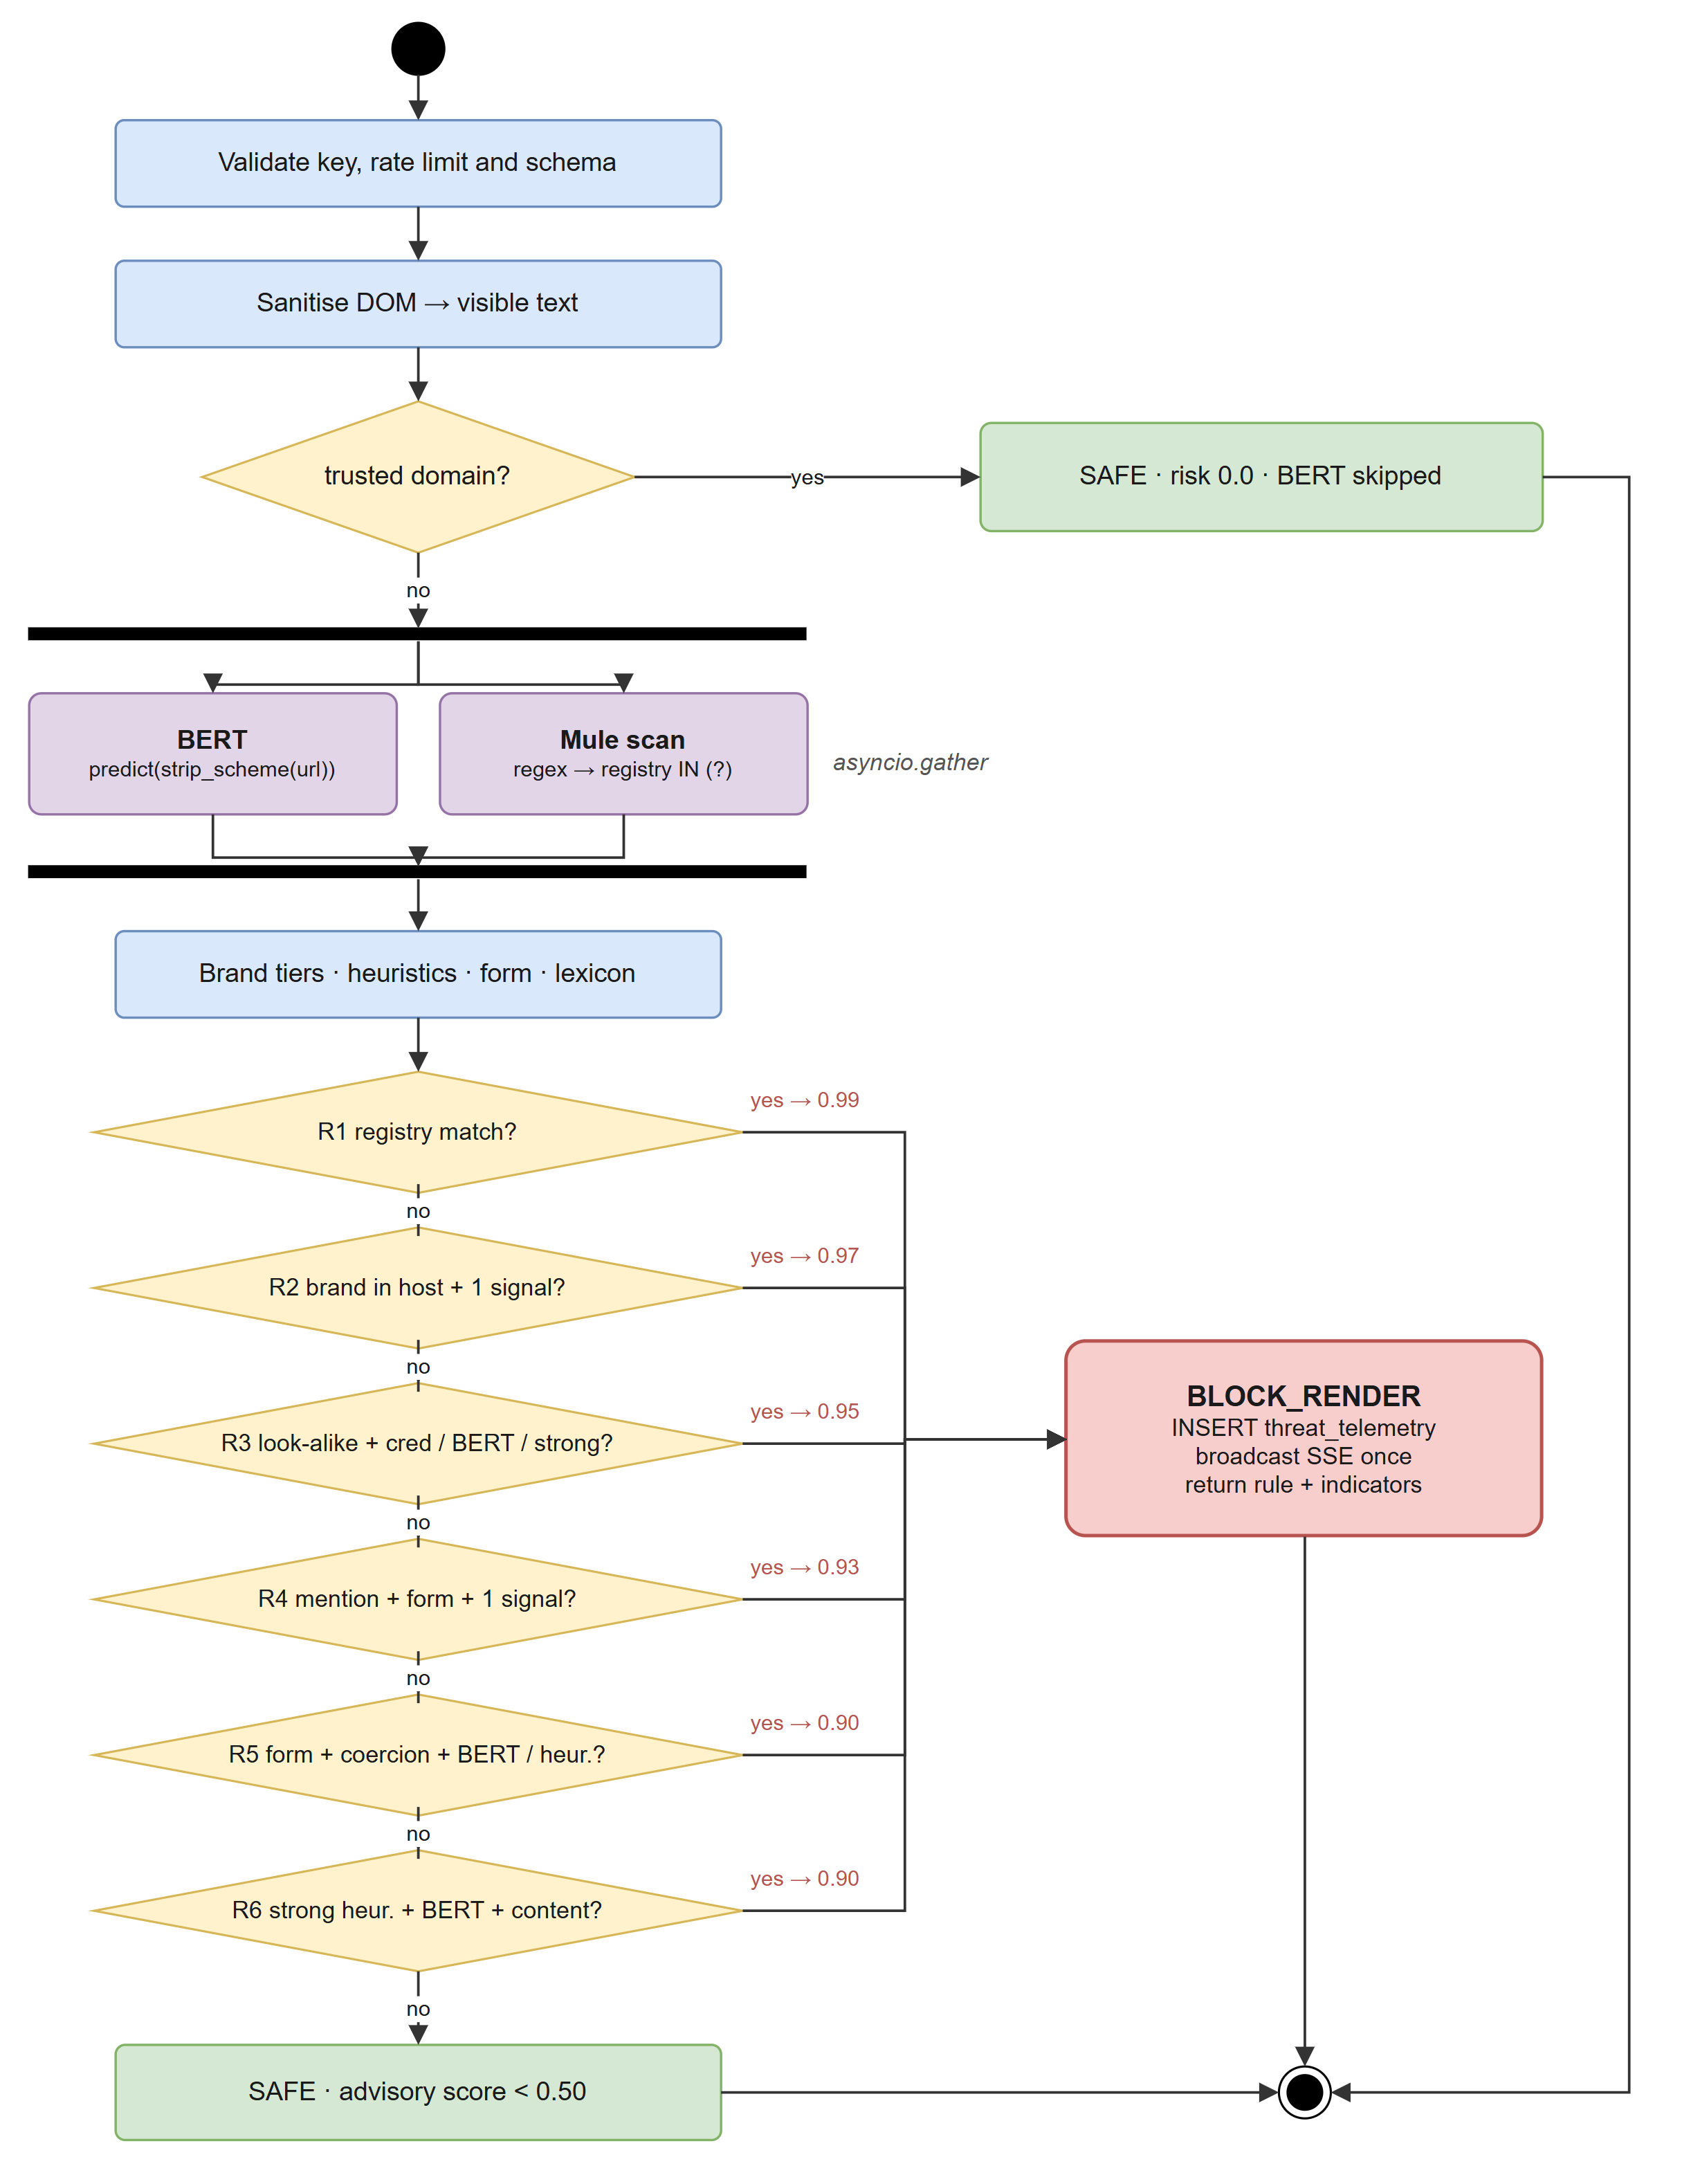 Validate key, rate limit and schema
Sanitise DOM → visible text
trusted domain?
yes
SAFE · risk 0.0 · BERT skipped
no
BERT
predict(strip_scheme(url))
Mule scan
regex → registry IN (?)
asyncio.gather
Brand tiers · heuristics · form · lexicon
yes → 0.99
R1 registry match?
no
yes → 0.97
R2 brand in host + 1 signal?
no
yes → 0.95
R3 look-alike + cred / BERT / strong?
BLOCK_RENDER
INSERT threat_telemetry
broadcast SSE once
return rule + indicators
no
yes → 0.93
R4 mention + form + 1 signal?
no
yes → 0.90
R5 form + coercion + BERT / heur.?
no
yes → 0.90
R6 strong heur. + BERT + content?
no
SAFE · advisory score < 0.50